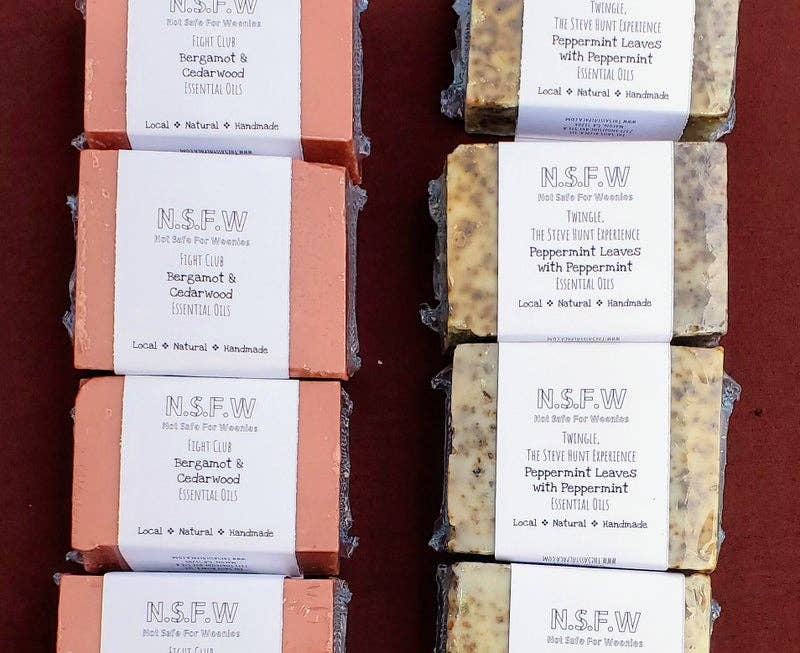 N.S.F.W
Not Safe For Weenies
Fight Club
Bergamot &
Cedarwood
Essential Oils
Local ❖ Natural ❖ Handmade
N.S.F.W
Not Safe For Weenies
Fight Club
Bergamot &
Cedarwood
Essential Oils
Local ❖ Natural ❖ Handmade
N.S.F.W
Not Safe For Weenies
Fight Club
Bergamot &
Cedarwood
Essential Oils
Local ❖ Natural ❖ Handmade
N.S.F.W
Not Safe For Weenies
Fight Club
Twingle,
The Steve Hunt Experience
Peppermint Leaves
with Peppermint
Essential Oils
Local ❖ Natural ❖ Handmade
N.S.F.W
Not Safe For Weenies
Twingle,
The Steve Hunt Experience
Peppermint Leaves
with Peppermint
Essential Oils
Local ❖ Natural ❖ Handmade
N.S.F.W
Not Safe For Weenies
Twingle,
The Steve Hunt Experience
Peppermint Leaves
with Peppermint
Essential Oils
Local ❖ Natural ❖ Handmade
N.S.F.W
Not Safe For Weenies